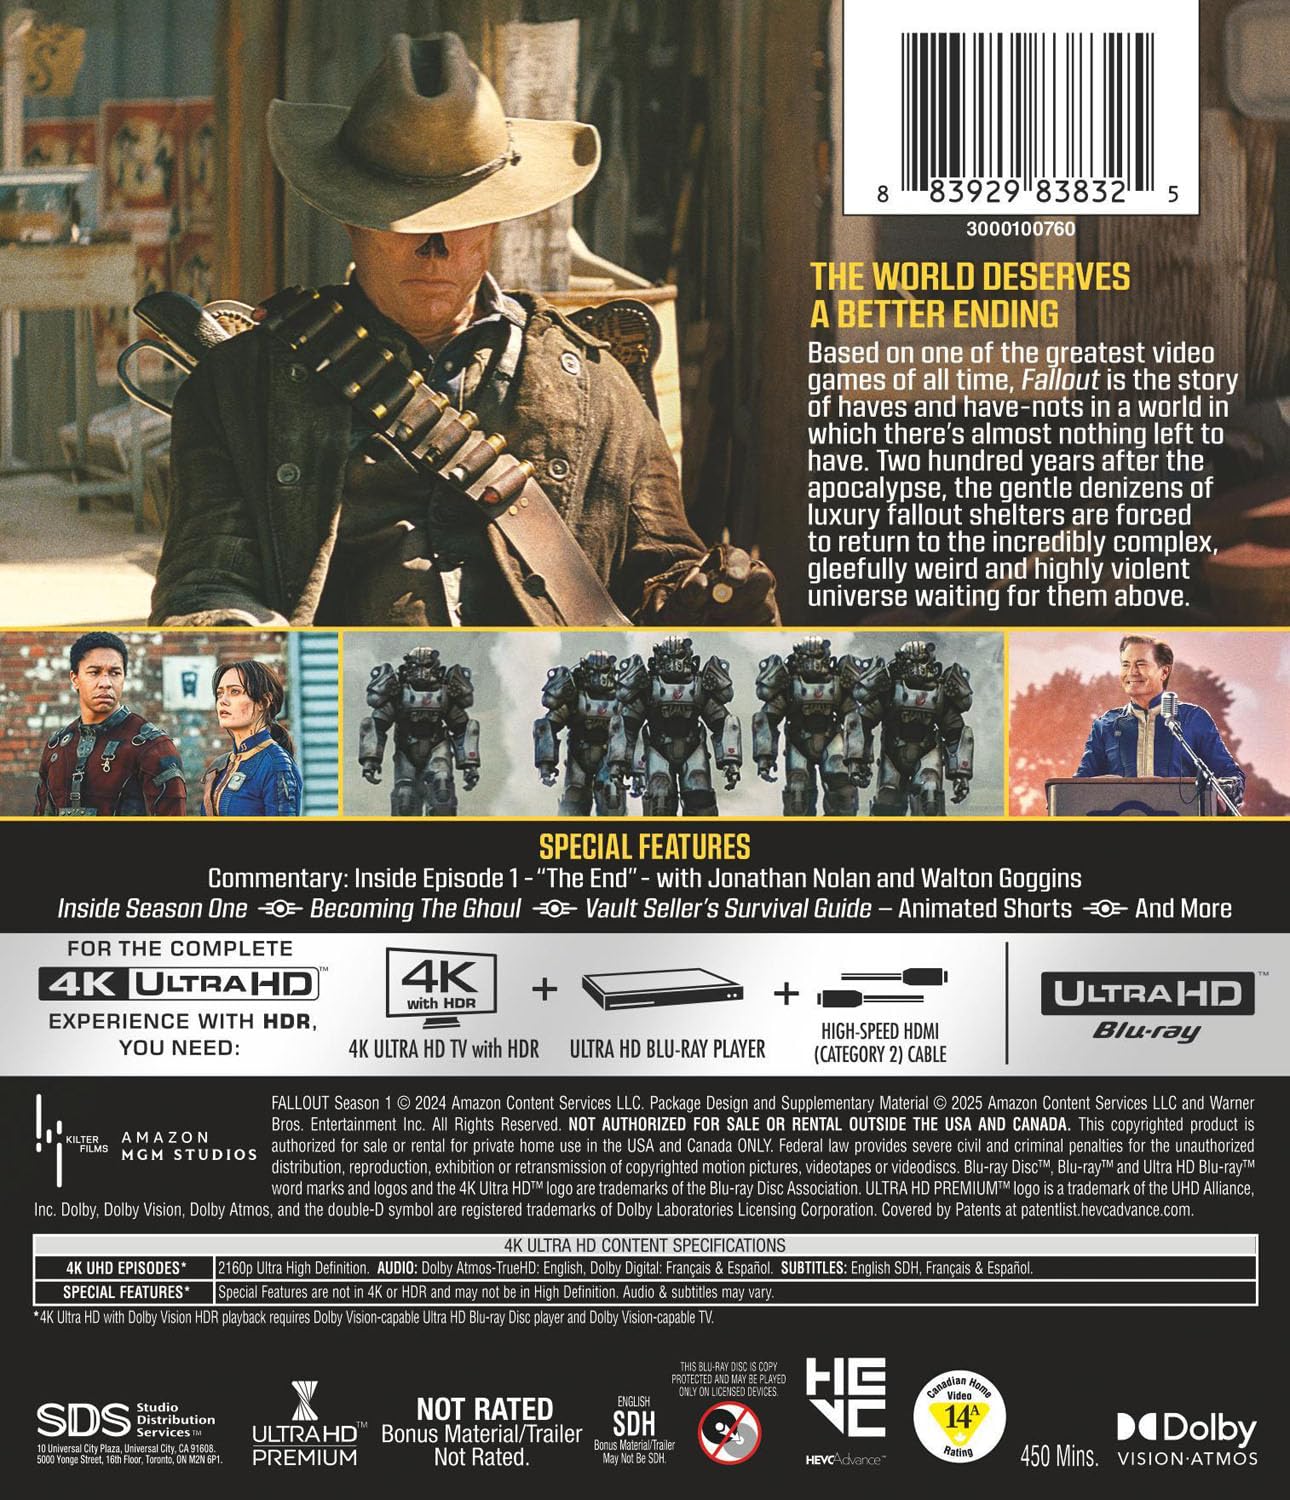 8 83929 83832 5
3000100760
THE WORLD DESERVES
A BETTER ENDING
Based on one of the greatest video
games of all time, Fallout is the story
of haves and have-nots in a world in
which there's almost nothing left to
have. Two hundred years after the
apocalypse, the gentle denizens of
luxury fallout shelters are forced
to return to the incredibly complex,
gleefully weird and highly violent
universe waiting for them above.
SPECIAL FEATURES
Commentary: Inside Episode 1 - “The End” - with Jonathan Nolan and Walton Goggins
Inside Season One Becoming The Ghoul Vault Seller's Survival Guide – Animated Shorts And More
FOR THE COMPLETE
4K ULTRA HD™
EXPERIENCE WITH HDR,
YOU NEED:
4K
with HDR
4K ULTRA HD TV with HDR
+
ULTRA HD BLU-RAY PLAYER
+
HIGH-SPEED HDMI
(CATEGORY 2) CABLE
ULTRA HD™
Blu-ray
KILTER
FILMS
AMAZON
MGM STUDIOS
FALLOUT Season 1 © 2024 Amazon Content Services LLC. Package Design and Supplementary Material © 2025 Amazon Content Services LLC and Warner
Bros. Entertainment Inc. All Rights Reserved. NOT AUTHORIZED FOR SALE OR RENTAL OUTSIDE THE USA AND CANADA. This copyrighted product is
authorized for sale or rental for private home use in the USA and Canada ONLY. Federal law provides severe civil and criminal penalties for the unauthorized
distribution, reproduction, exhibition or retransmission of copyrighted motion pictures, videotapes or videodiscs. Blu-ray Disc™, Blu-ray™ and Ultra HD Blu-ray™
word marks and logos and the 4K Ultra HD™ logo are trademarks of the Blu-ray Disc Association. ULTRA HD PREMIUM™ logo is a trademark of the UHD Alliance,
Inc. Dolby, Dolby Vision, Dolby Atmos, and the double-D symbol are registered trademarks of Dolby Laboratories Licensing Corporation. Covered by Patents at patentlist.hevcadvance.com.
4K ULTRA HD CONTENT SPECIFICATIONS
4K UHD EPISODES* 2160p Ultra High Definition. AUDIO: Dolby Atmos-TrueHD: English, Dolby Digital: Français & Español. SUBTITLES: English SDH, Français & Español.
SPECIAL FEATURES* Special Features are not in 4K or HDR and may not be in High Definition. Audio & subtitles may vary.
*4K Ultra HD with Dolby Vision HDR playback requires Dolby Vision-capable Ultra HD Blu-ray Disc player and Dolby Vision-capable TV.
SDS Studio
Distribution
Services™
10 Universal City Plaza, Universal City, CA 91608.
5000 Yonge Street, 16th Floor, Toronto, ON M2N 6P1.
ULTRA HD™
PREMIUM
NOT RATED
Bonus Material/Trailer
Not Rated.
ENGLISH
SDH
Bonus Material/Trailer
May Not Be SDH.
THIS BLU-RAY DISC IS COPY
PROTECTED AND MAY BE PLAYED
ONLY ON LICENSED DEVICES.
HEVC
HEVCAdvance™
Canadian Home
Video
14A
Rating
450 Mins.
Dolby
VISION·ATMOS